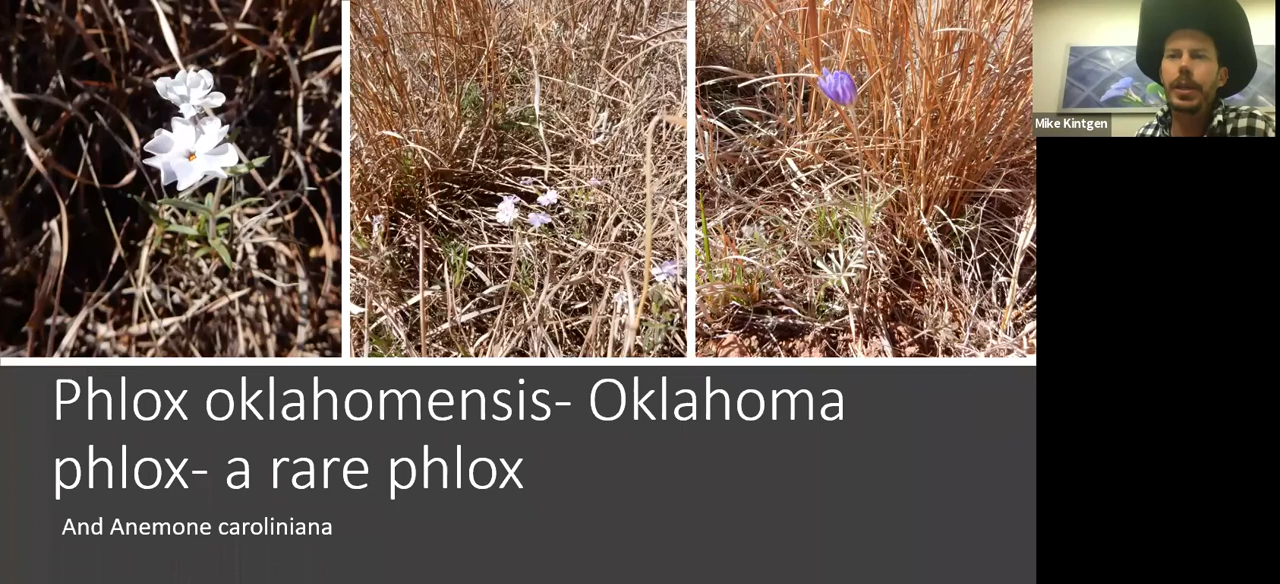 Mike Kintgen
Phlox oklahomensis- Oklahoma
phlox- a rare phlox
And Anemone caroliniana